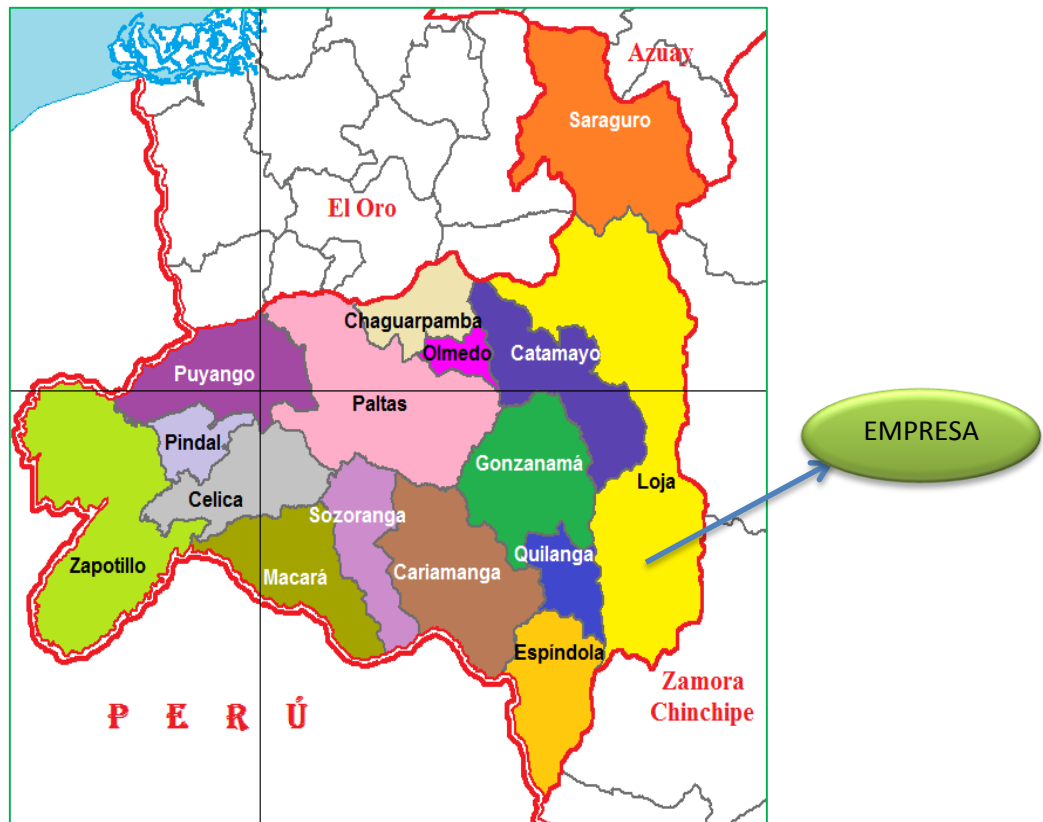 Azuay
Saraguro
El Oro
Chaguarpamba
Olmedo
Catamayo
Puyango
Paltas
EMPRESA
Pindal
Gonzanamá
Loja
Celica
Sozoranga
Quilanga
Zapotillo
Macará
Cariamanga
Espíndola
Zamora
Chinchipe
P E R Ú